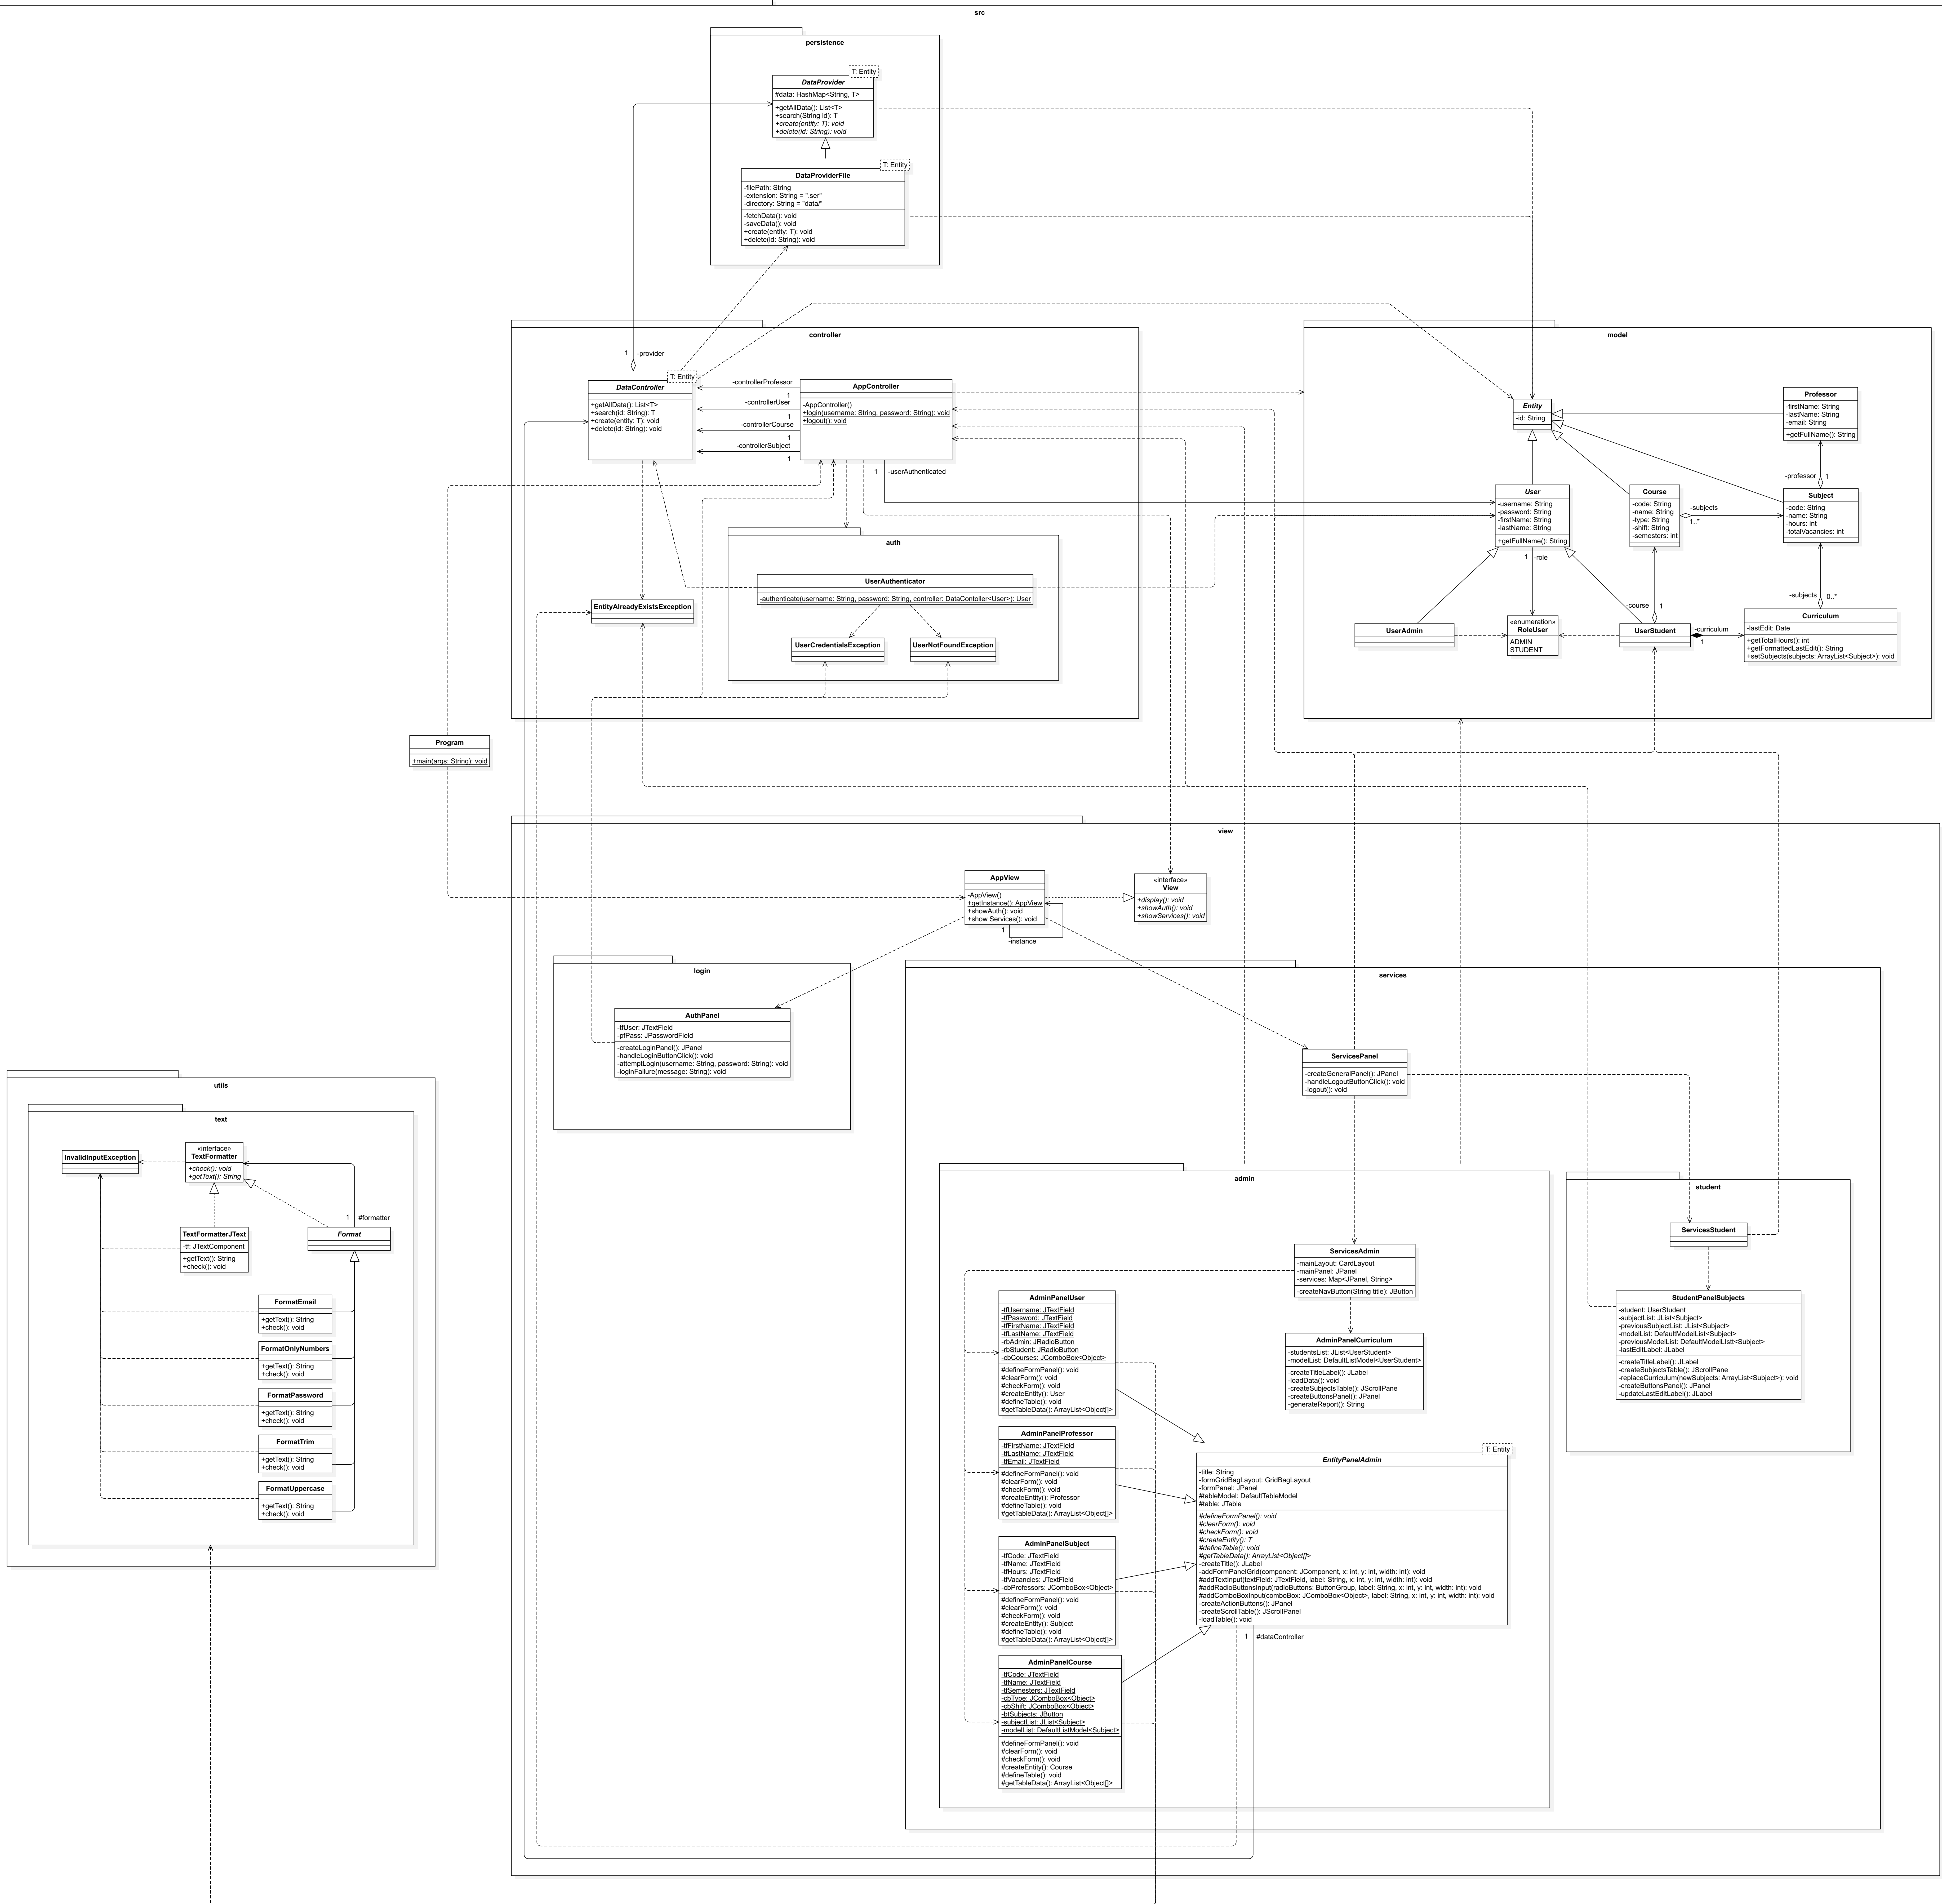 src
persistence
T: Entity
DataProvider
#data: HashMap<String, T>
+getAllData(): List<T>
+search(String id): T
+create(entity: T): void
+delete(id: String): void
T: Entity
DataProviderFile
-filePath: String
-extension: String = ".ser"
-directory: String = "data/"
-fetchData(): void
-saveData(): void
+create(entity: T): void
+delete(id: String): void
controller
1
-provider
T: Entity
DataController
+getAllData(): List<T>
+search(id: String): T
+create(entity: T): void
+delete(id: String): void
-controllerProfessor
1
-controllerUser
1
-controllerCourse
1
-controllerSubject
1
AppController
-AppController()
+login(username: String, password: String): void
+logout(): void
1
-userAuthenticated
auth
UserAuthenticator
-authenticate(username: String, password: String, controller: DataContoller<User>): User
EntityAlreadyExistsException
UserCredentialsException
UserNotFoundException
model
Entity
-id: String
Professor
-firstName: String
-lastName: String
-email: String
+getFullName(): String
-professor
1
User
-username: String
-password: String
-firstName: String
-lastName: String
+getFullName(): String
Course
-code: String
-name: String
-type: String
-shift: String
-semesters: int
-subjects
1..*
Subject
-code: String
-name: String
-hours: int
-totalVacancies: int
1
-role
-course
1
-subjects
0..*
UserAdmin
«enumeration»
RoleUser
ADMIN
STUDENT
UserStudent
-curriculum
1
Curriculum
-lastEdit: Date
+getTotalHours(): int
+getFormattedLastEdit(): String
+setSubjects(subjects: ArrayList<Subject>): void
Program
+main(args: String): void
view
AppView
-AppView()
+getInstance(): AppView
+showAuth(): void
+show Services(): void
1
-instance
«interface»
View
+display(): void
+showAuth(): void
+showServices(): void
login
AuthPanel
-tfUser: JTextField
-pfPass: JPasswordField
-createLoginPanel(): JPanel
-handleLoginButtonClick(): void
-attemptLogin(username: String, password: String): void
-loginFailure(message: String): void
services
ServicesPanel
-createGeneralPanel(): JPanel
-handleLogoutButtonClick(): void
-logout(): void
utils
text
InvalidInputException
«interface»
TextFormatter
+check(): void
+getText(): String
1
#formatter
TextFormatterJText
-tf: JTextComponent
+getText(): String
+check(): void
Format
FormatEmail
+getText(): String
+check(): void
FormatOnlyNumbers
+getText(): String
+check(): void
FormatPassword
+getText(): String
+check(): void
FormatTrim
+getText(): String
+check(): void
FormatUppercase
+getText(): String
+check(): void
admin
ServicesAdmin
-mainLayout: CardLayout
-mainPanel: JPanel
-services: Map<JPanel, String>
-createNavButton(String title): JButton
AdminPanelUser
-tfUsername: JTextField
-tfPassword: JTextField
-tfFirstName: JTextField
-tfLastName: JTextField
-rbAdmin: JRadioButton
-rbStudent: JRadioButton
-cbCourses: JComboBox<Object>
#defineFormPanel(): void
#clearForm(): void
#checkForm(): void
#createEntity(): User
#defineTable(): void
#getTableData(): ArrayList<Object[]>
AdminPanelCurriculum
-studentsList: JList<UserStudent>
-modelList: DefaultListModel<UserStudent>
-createTitleLabel(): JLabel
-loadData(): void
-createSubjectsTable(): JScrollPane
-createButtonsPanel(): JPanel
-generateReport(): String
AdminPanelProfessor
-tfFirstName: JTextField
-tfLastName: JTextField
-tfEmail: JTextField
#defineFormPanel(): void
#clearForm(): void
#checkForm(): void
#createEntity(): Professor
#defineTable(): void
#getTableData(): ArrayList<Object[]>
T: Entity
EntityPanelAdmin
-title: String
-formGridBagLayout: GridBagLayout
-formPanel: JPanel
#tableModel: DefaultTableModel
#table: JTable
#defineFormPanel(): void
#clearForm(): void
#checkForm(): void
#createEntity(): T
#defineTable(): void
#getTableData(): ArrayList<Object[]>
-createTitle(): JLabel
-addFormPanelGrid(component: JComponent, x: int, y: int, width: int): void
#addTextInput(textField: JTextField, label: String, x: int, y: int, width: int): void
#addRadioButtonsInput(radioButtons: ButtonGroup, label: String, x: int, y: int, width: int): void
#addComboBoxInput(comboBox: JComboBox<Object>, label: String, x: int, y: int, width: int): void
-createActionButtons(): JPanel
-createScrollTable(): JScrollPanel
-loadTable(): void
1
#dataController
AdminPanelSubject
-tfCode: JTextField
-tfName: JTextField
-tfHours: JTextField
-tfVacancies: JTextField
-cbProfessors: JComboBox<Object>
#defineFormPanel(): void
#clearForm(): void
#checkForm(): void
#createEntity(): Subject
#defineTable(): void
#getTableData(): ArrayList<Object[]>
AdminPanelCourse
-tfCode: JTextField
-tfName: JTextField
-tfSemesters: JTextField
-cbType: JComboBox<Object>
-cbShift: JComboBox<Object>
-btSubjects: JButton
-subjectList: JList<Subject>
-modelList: DefaultListModel<Subject>
#defineFormPanel(): void
#clearForm(): void
#checkForm(): void
#createEntity(): Course
#defineTable(): void
#getTableData(): ArrayList<Object[]>
student
ServicesStudent
StudentPanelSubjects
-student: UserStudent
-subjectList: JList<Subject>
-previousSubjectList: JList<Subject>
-modelList: DefaultModelList<Subject>
-previousModelList: DefaultModelLIstt<Subject>
-lastEditLabel: JLabel
-createTitleLabel(): JLabel
-createSubjectsTable(): JScrollPane
-replaceCurriculum(newSubjects: ArrayList<Subject>): void
-createButtonsPanel(): JPanel
-updateLastEditLabel(): JLabel